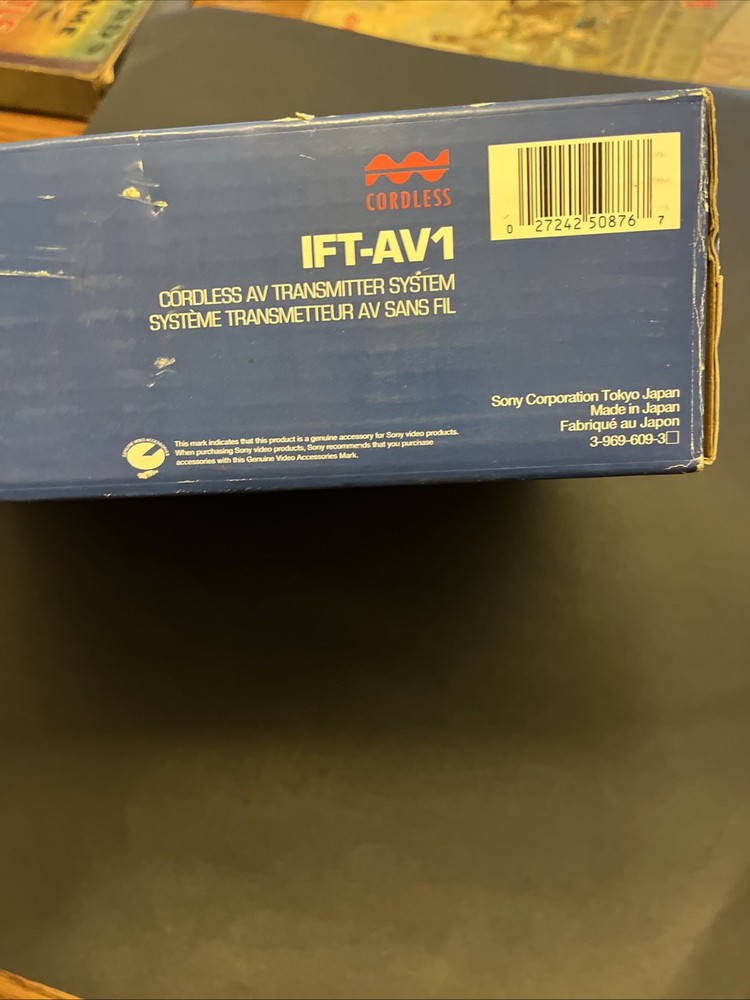 CORDLESS
IFT-AV1
CORDLESS AV TRANSMITTER SYSTEM
SYSTÈME TRANSMETTEUR AV SANS FIL
0 27242 50876 7
Sony Corporation Tokyo Japan
Made in Japan
Fabriqué au Japon
3-969-609-3□
This mark indicates that this product is a genuine accessory for Sony video products.
When purchasing Sony video products, Sony recommends that you purchase
accessories with this Genuine Video Accessories Mark.